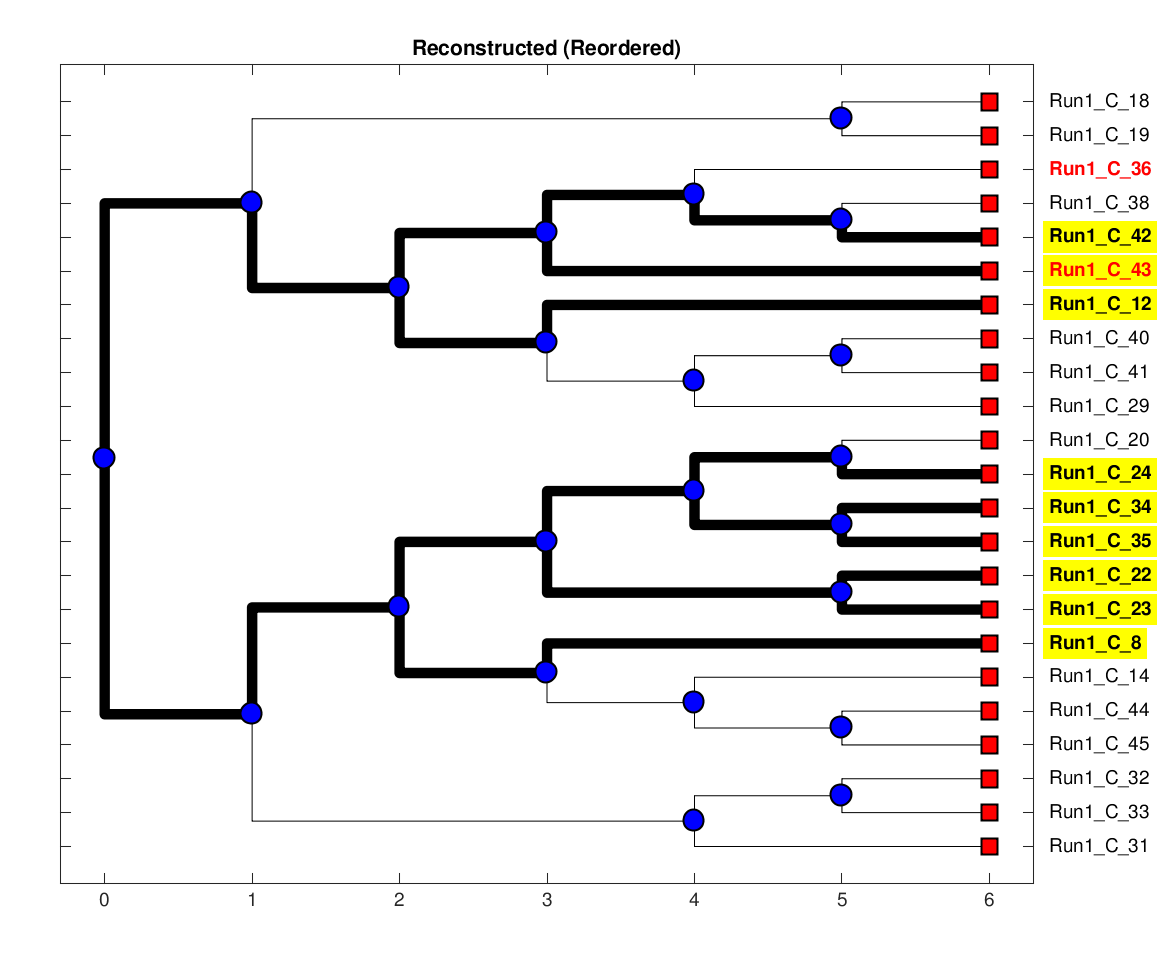 Reconstructed (Reordered)
Run1_C_18
Run1_C_19
Run1_C_36
Run1_C_38
Run1_C_42
Run1_C_43
Run1_C_12
Run1_C_40
Run1_C_41
Run1_C_29
Run1_C_20
Run1_C_24
Run1_C_34
Run1_C_35
Run1_C_22
Run1_C_23
Run1_C_8
Run1_C_14
Run1_C_44
Run1_C_45
Run1_C_32
Run1_C_33
Run1_C_31
0 1 2 3 4 5 6